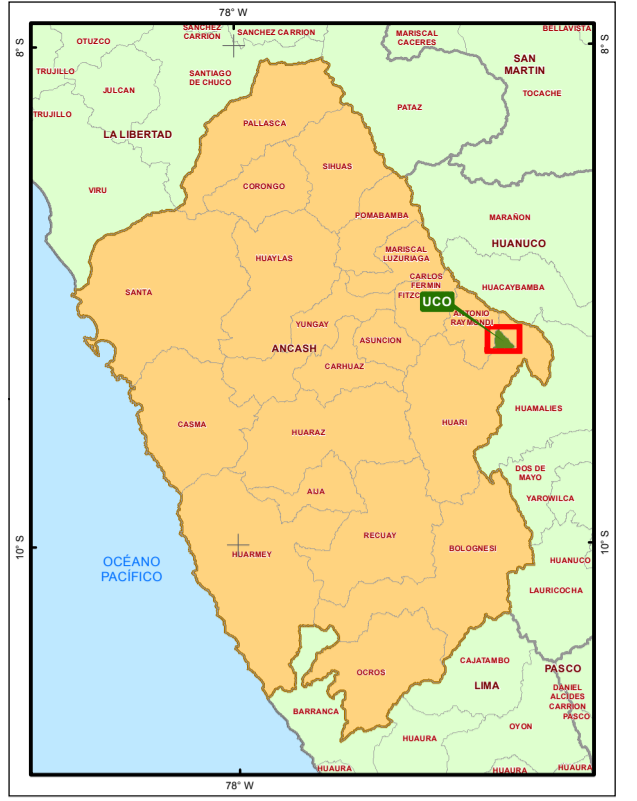 78° W
SANCHEZ
CARRIÓN
SANCHEZ CARRION
MARISCAL
CACERES
BELLAVISTA
OTUZCO
8° S
8° S
SAN
MARTIN
TRUJILLO
SANTIAGO
DE CHUCO
JULCAN
TOCACHE
PATAZ
TRUJILLO
PALLASCA
LA LIBERTAD
SIHUAS
VIRU
CORONGO
POMABAMBA
MARAÑON
HUANUCO
MARISCAL
LUZURIAGA
HUAYLAS
CARLOS
FERMIN
FITZC
HUACAYBAMBA
SANTA
UCO
ANTONIO
RAYMONDI
YUNGAY
ASUNCION
ANCASH
CARHUAZ
HUAMALIES
CASMA
HUARI
HUARAZ
DOS DE
MAYO
AIJA
YAROWILCA
RECUAY
BOLOGNESI
10° S
10° S
HUARMEY
OCÉANO
PACÍFICO
HUANUCO
LAURICOCHA
CAJATAMBO
PASCO
OCROS
LIMA
DANIEL
ALCIDES
CARRION
PASCO
BARRANCA
OYON
HUAURA
HUAURA
HUAURA
HUAURA
78° W